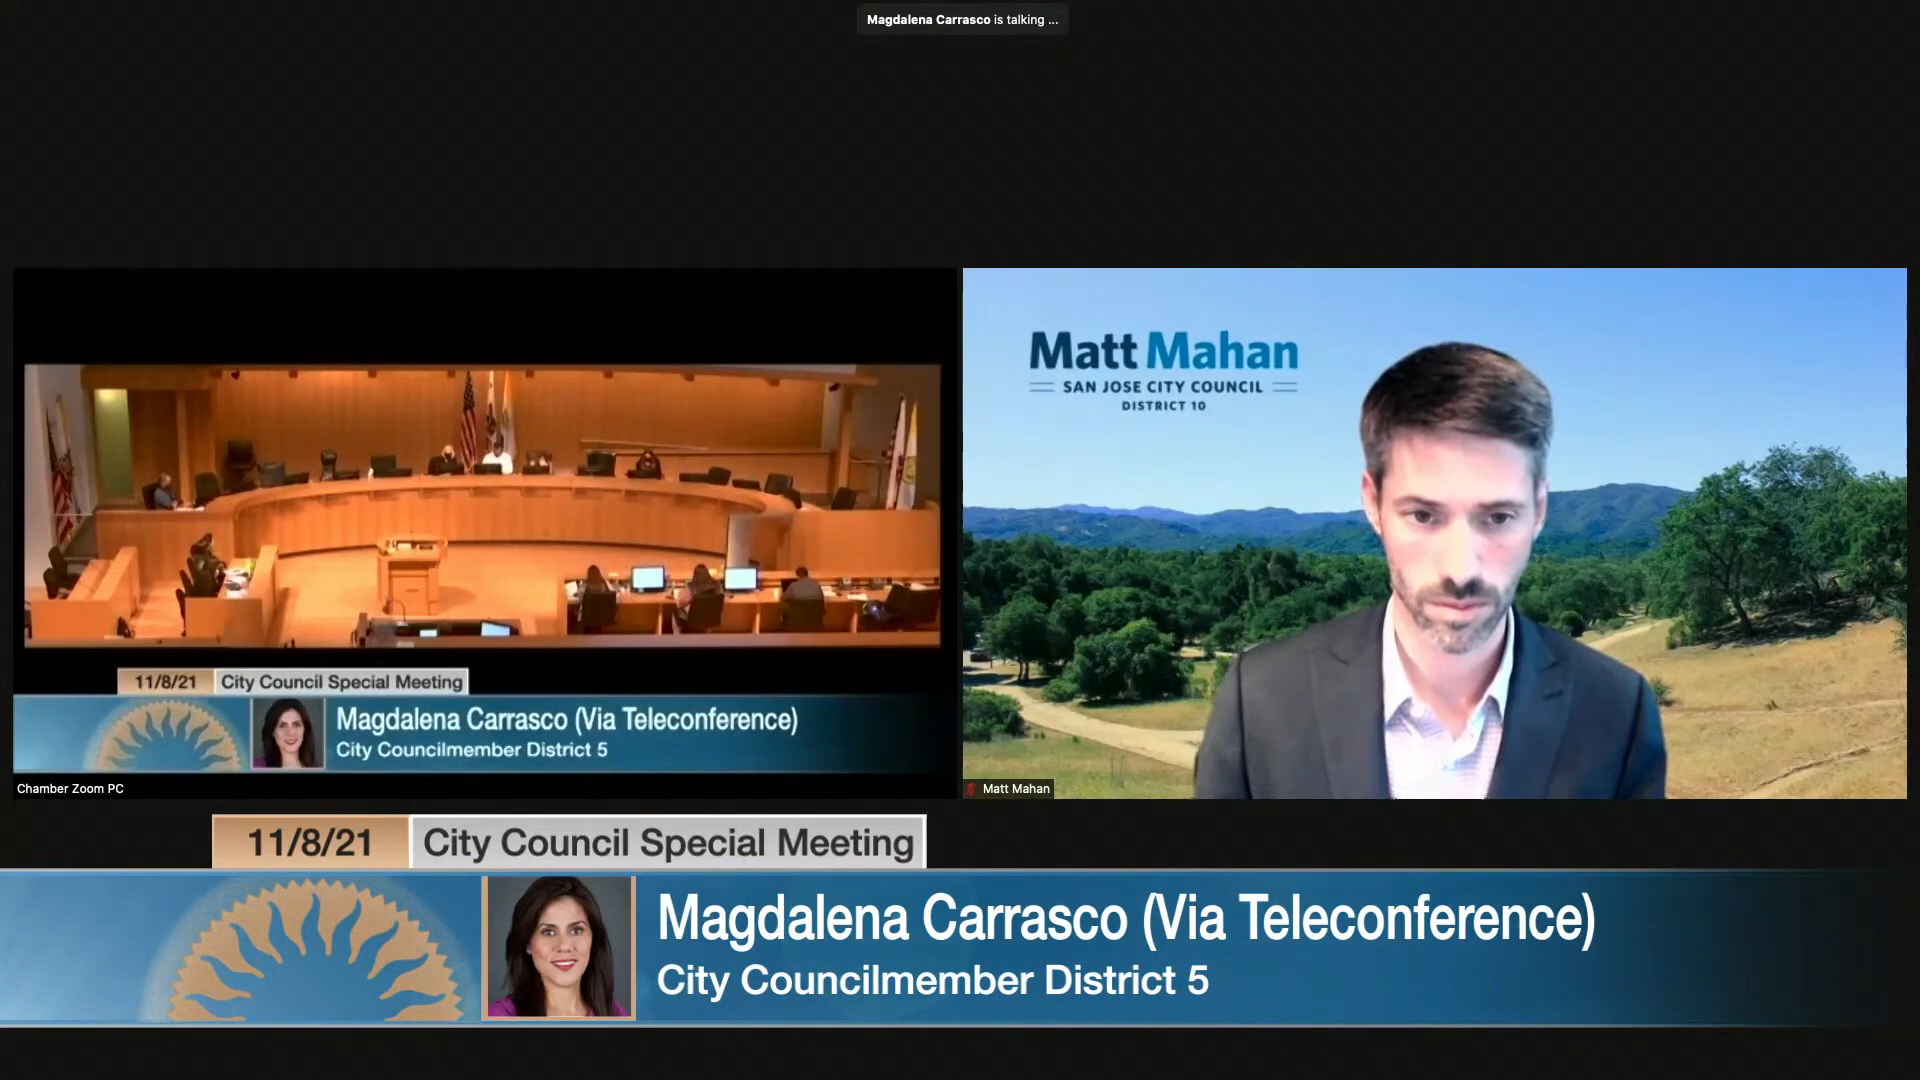 Magdalena Carrasco is talking ...
Matt Mahan
SAN JOSE CITY COUNCIL
DISTRICT 10
11/8/21 City Council Special Meeting
Magdalena Carrasco (Via Teleconference)
City Councilmember District 5
Chamber Zoom PC
Matt Mahan
11/8/21 City Council Special Meeting
Magdalena Carrasco (Via Teleconference)
City Councilmember District 5